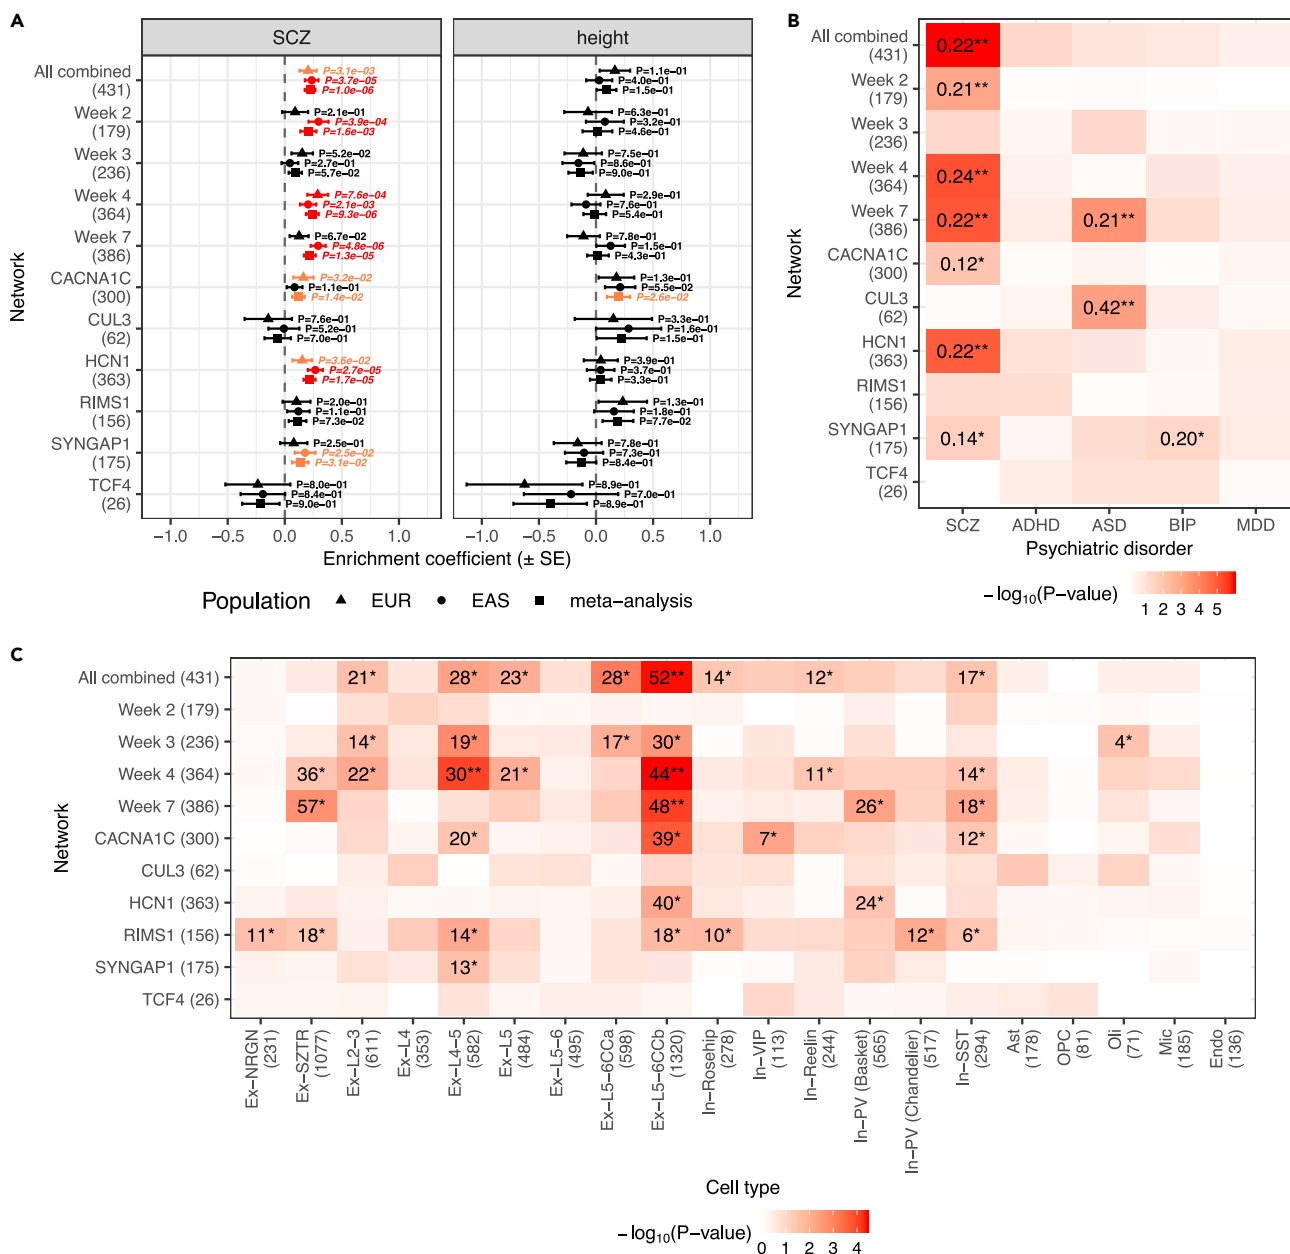 A
SCZ
height
Network
All combined
(431)
P=3.1e-03
P=3.7e-05
P=1.0e-06
P=1.1e-01
P=4.0e-01
P=1.5e-01
Week 2
(179)
P=2.1e-01
P=3.9e-04
P=1.6e-03
P=6.3e-01
P=3.2e-01
P=4.6e-01
Week 3
(236)
P=5.2e-02
P=2.7e-01
P=5.7e-02
P=7.5e-01
P=8.6e-01
P=9.0e-01
Week 4
(364)
P=7.6e-04
P=2.1e-03
P=9.3e-06
P=2.9e-01
P=7.6e-01
P=5.4e-01
Week 7
(386)
P=6.7e-02
P=4.8e-06
P=1.3e-05
P=7.8e-01
P=1.5e-01
P=4.3e-01
CACNA1C
(300)
P=3.2e-02
P=1.1e-01
P=1.4e-02
P=1.3e-01
P=5.5e-02
P=2.6e-02
CUL3
(62)
P=7.6e-01
P=5.2e-01
P=7.0e-01
P=3.3e-01
P=1.6e-01
P=1.5e-01
HCN1
(363)
P=3.6e-02
P=2.7e-05
P=1.7e-05
P=3.9e-01
P=3.7e-01
P=3.3e-01
RIMS1
(156)
P=2.0e-01
P=1.1e-01
P=7.3e-02
P=1.3e-01
P=1.8e-01
P=7.7e-02
SYNGAP1
(175)
P=2.5e-01
P=2.5e-02
P=3.1e-02
P=7.8e-01
P=7.3e-01
P=8.4e-01
TCF4
(26)
P=8.0e-01
P=8.4e-01
P=9.0e-01
P=8.9e-01
P=7.0e-01
P=8.9e-01
−1.0 −0.5 0.0 0.5 1.0 −1.0 −0.5 0.0 0.5 1.0
Enrichment coefficient (± SE)
Population EUR EAS meta−analysis
B
Network
All combined
(431)
0.22**
Week 2
(179)
0.21**
Week 3
(236)
Week 4
(364)
0.24**
Week 7
(386)
0.22** 0.21**
CACNA1C
(300)
0.12*
CUL3
(62)
0.42**
HCN1
(363)
0.22**
RIMS1
(156)
SYNGAP1
(175)
0.14* 0.20*
TCF4
(26)
SCZ ADHD ASD BIP MDD
Psychiatric disorder
−log10(P−value)
1 2 3 4 5
C
Network
All combined (431) 21* 28* 23* 28* 52** 14* 12* 17*
Week 2 (179)
Week 3 (236) 14* 19* 17* 30* 4*
Week 4 (364) 36* 22* 30** 21* 44** 11* 14*
Week 7 (386) 57* 48** 26* 18*
CACNA1C (300) 20* 39* 7* 12*
CUL3 (62)
HCN1 (363) 40* 24*
RIMS1 (156) 11* 18* 14* 18* 10* 12* 6*
SYNGAP1 (175) 13*
TCF4 (26)
Ex−NRGN (231)
Ex−SZTR (1077)
Ex−L2−3 (611)
Ex−L4 (353)
Ex−L4−5 (582)
Ex−L5 (484)
Ex−L5−6 (495)
Ex−L5−6CCa (598)
Ex−L5−6CCb (1320)
In−Rosehip (278)
In−VIP (113)
In−Reelin (244)
In−PV (Basket) (565)
In−PV (Chandelier) (517)
In−SST (294)
Ast (178)
OPC (81)
Oli (71)
Mic (185)
Endo (136)
Cell type
−log10(P−value)
0 1 2 3 4